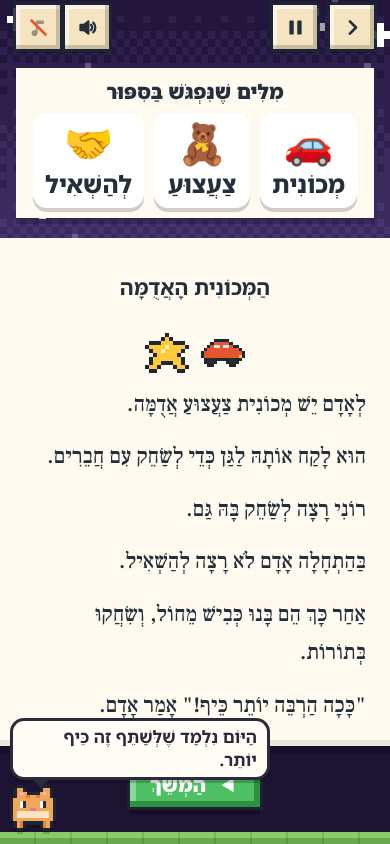 מִלִּים שֶׁנִּפְגֹּשׁ בַּסִּפּוּר
מְכוֹנִית
צַעֲצוּעַ
לְהַשְׁאִיל
הַמְּכוֹנִית הָאֲדֻמָּה
לְאָדָם יֵשׁ מְכוֹנִית צַעֲצוּעַ אֲדֻמָּה.
הוּא לָקַח אוֹתָהּ לַגַּן כְּדֵי לְשַׂחֵק עִם חֲבֵרִים.
רוֹנִי רָצָה לְשַׂחֵק בָּהּ גַּם.
בַּהַתְחָלָה אָדָם לֹא רָצָה לְהַשְׁאִיל.
אַחַר כָּךְ הֵם בָּנוּ כְּבִישׁ מֵחוֹל, וְשִׂחֲקוּ
בְּתוֹרוֹת.
"כָּכָה הַרְבֵּה יוֹתֵר כֵּיף!" אָמַר אָדָם.
הַיּוֹם נִלְמַד שֶׁלְּשַׁתֵּף זֶה כֵּיף
יוֹתֵר.
הַמְשֵׁךְ